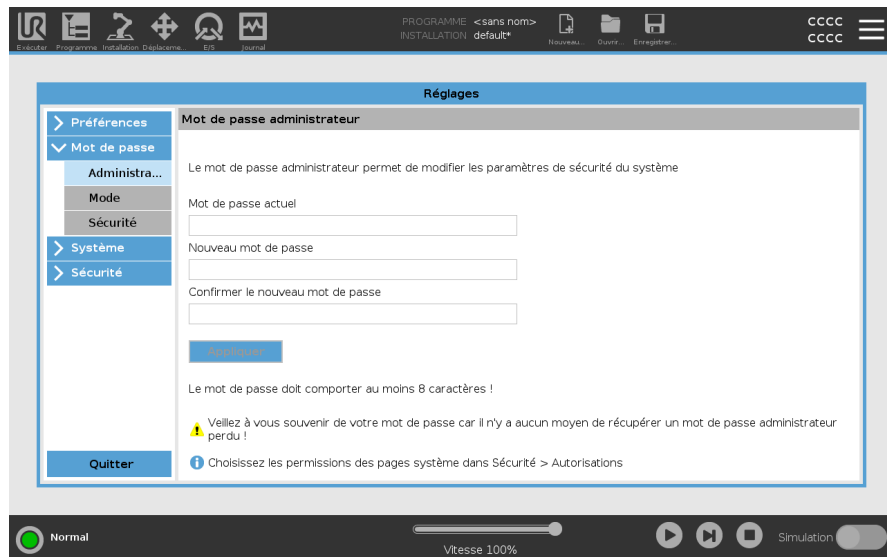 PROGRAMME <sans nom>
INSTALLATION default*
UR
Exécuter
Programme
Installation
Déplaceme...
E/S
Journal
Nouveau...
Ouvrir...
Enregistrer...
cccc
cccc
Réglages
Préférences
Mot de passe
Administra...
Mode
Sécurité
Système
Sécurité
Quitter
Mot de passe administrateur
Le mot de passe administrateur permet de modifier les paramètres de sécurité du système
Mot de passe actuel
Nouveau mot de passe
Confirmer le nouveau mot de passe
Appliquer
Le mot de passe doit comporter au moins 8 caractères !
Veillez à vous souvenir de votre mot de passe car il n'y a aucun moyen de récupérer un mot de passe administrateur
perdu !
Choisissez les permissions des pages système dans Sécurité > Autorisations
Normal
Vitesse 100%
Simulation